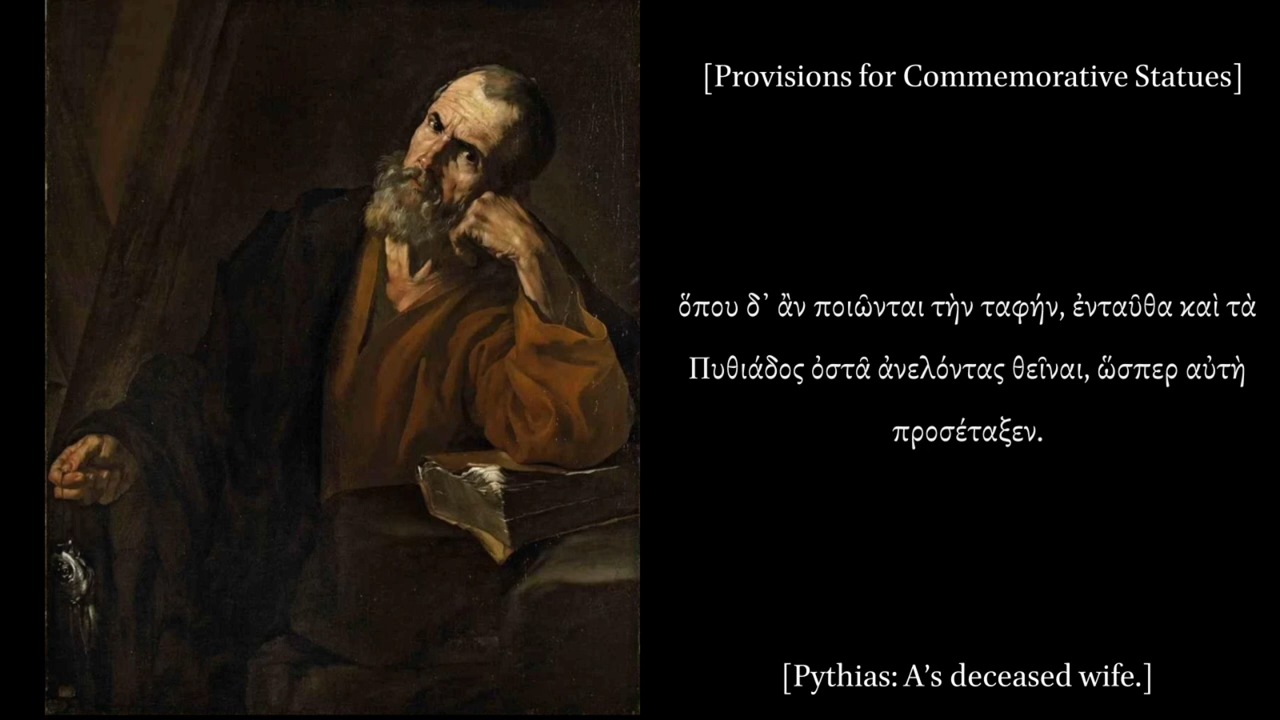 [Provisions for Commemorative Statues]
ὅπου δ’ ἂν ποιῶνται τὴν ταφήν, ἐνταῦθα καὶ τὰ
Πυθιάδος ὀστᾶ ἀνελόντας θεῖναι, ὥσπερ αὐτὴ
προσέταξεν.
[Pythias: A’s deceased wife.]